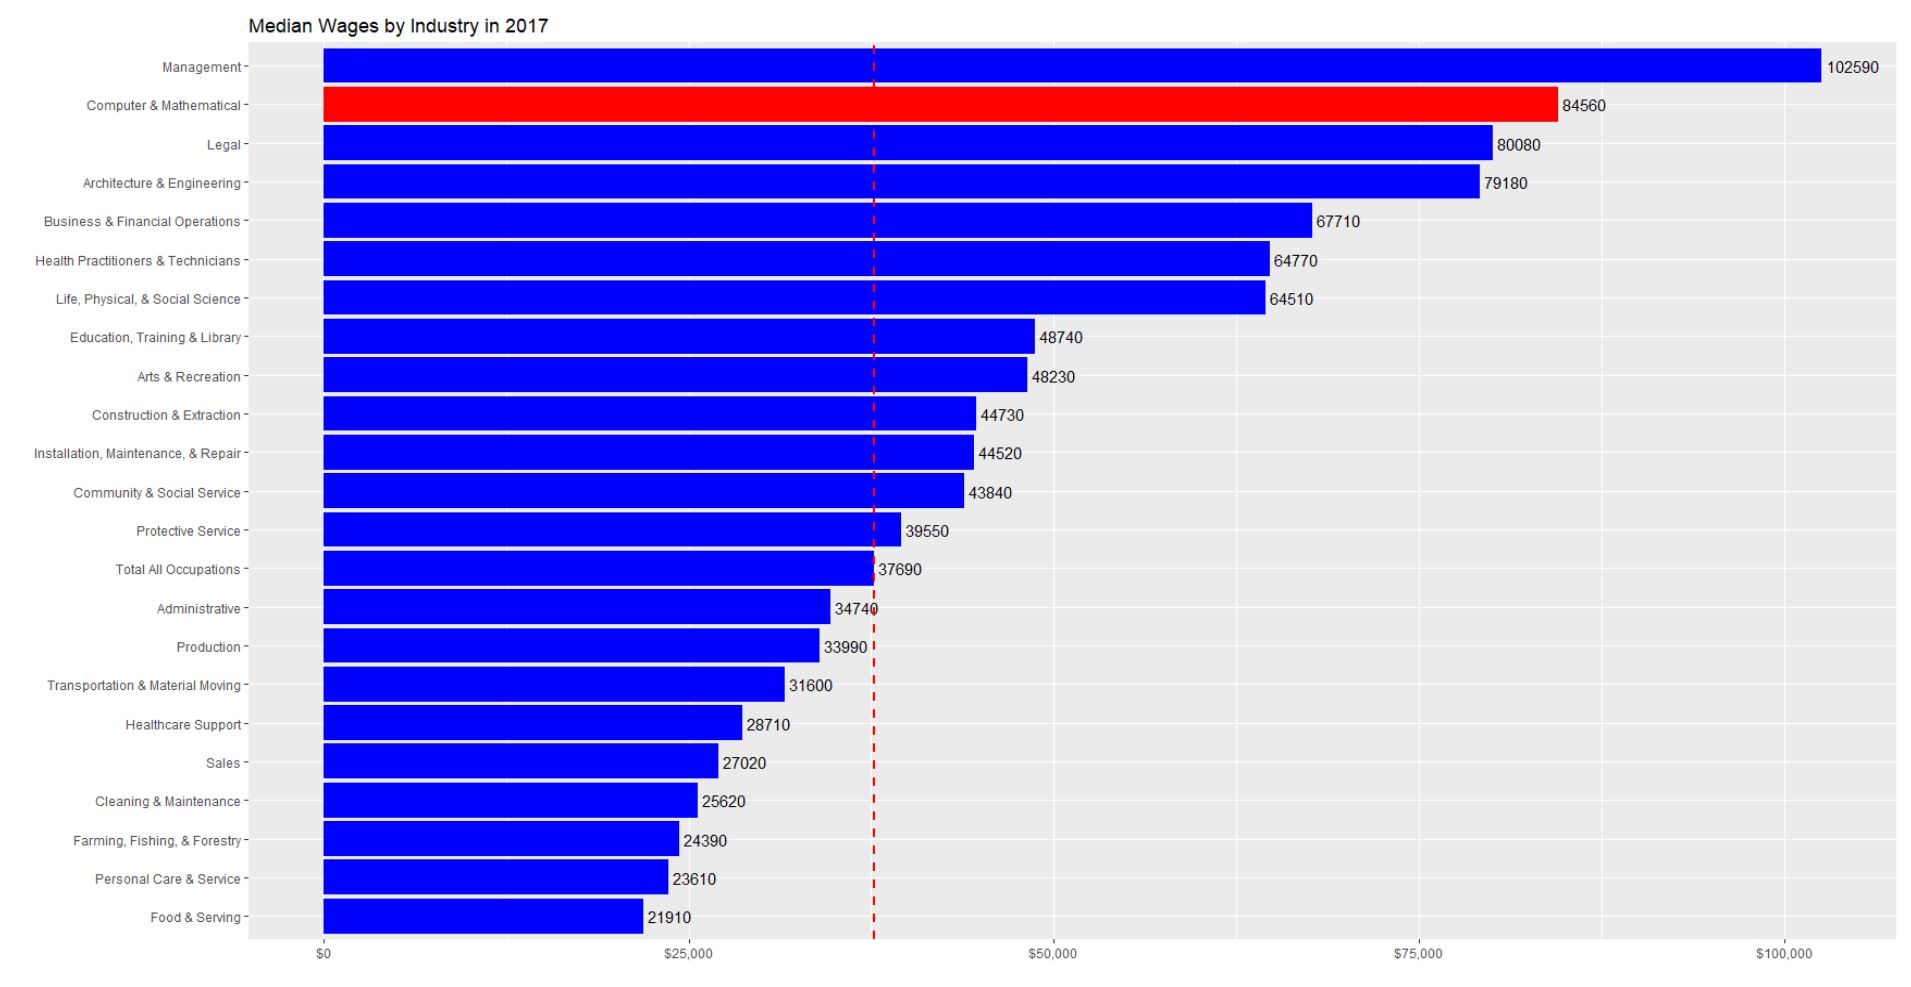 Median Wages by Industry in 2017
Management 102590
Computer & Mathematical 84560
Legal 80080
Architecture & Engineering 79180
Business & Financial Operations 67710
Health Practitioners & Technicians 64770
Life, Physical, & Social Science 64510
Education, Training & Library 48740
Arts & Recreation 48230
Construction & Extraction 44730
Installation, Maintenance, & Repair 44520
Community & Social Service 43840
Protective Service 39550
Total All Occupations 37690
Administrative 34740
Production 33990
Transportation & Material Moving 31600
Healthcare Support 28710
Sales 27020
Cleaning & Maintenance 25620
Farming, Fishing, & Forestry 24390
Personal Care & Service 23610
Food & Serving 21910
$0 $25,000 $50,000 $75,000 $100,000